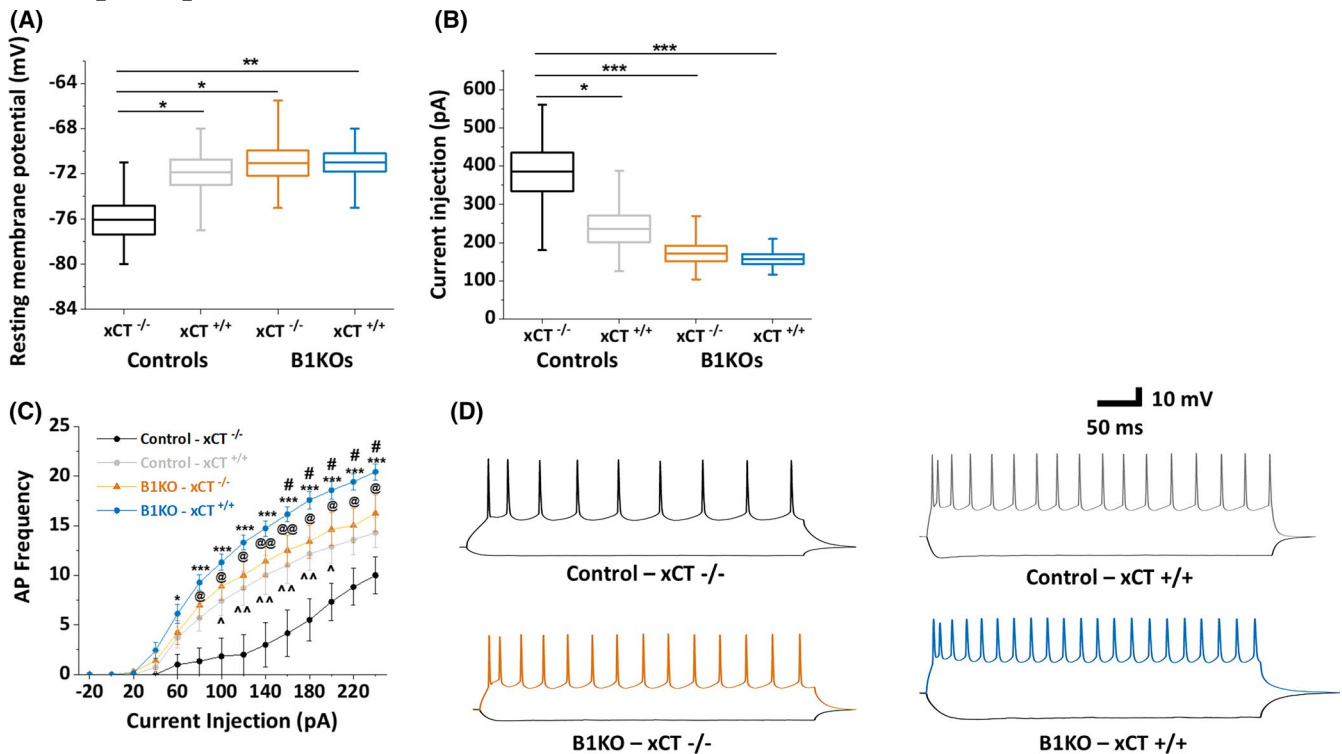 (A)
Resting membrane potential (mV)
-64
-68
-72
-76
-80
-84
**
*
*
xCT -/-
xCT +/+
xCT -/-
xCT +/+
Controls
B1KOs
(B)
Current injection (pA)
600
500
400
300
200
100
0
***
***
*
xCT -/-
xCT +/+
xCT -/-
xCT +/+
Controls
B1KOs
(C)
AP Frequency
25
20
15
10
5
0
Control - xCT -/-
Control - xCT +/+
B1KO - xCT -/-
B1KO - xCT +/+
# # # # #
* *** *** *** *** *** *** *** *** ***
@ @ @ @@ @@ @ @ @ @
^ ^^ ^^ ^^ ^^ ^
-20 20 60 100 140 180 220
Current Injection (pA)
(D)
10 mV
50 ms
Control – xCT -/-
Control – xCT +/+
B1KO – xCT -/-
B1KO – xCT +/+